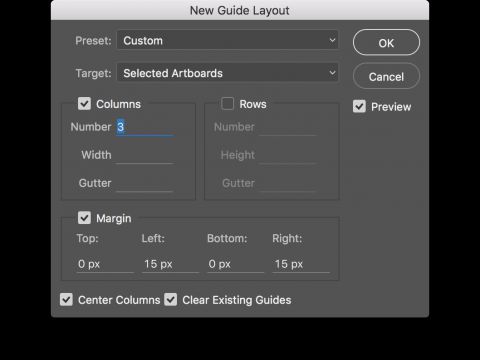 New Guide Layout
Preset: Custom
OK
Target: Selected Artboards
Cancel
Columns
Rows
Preview
Number 3
Number
Width
Height
Gutter
Gutter
Margin
Top: Left: Bottom: Right:
0 px 15 px 0 px 15 px
Center Columns Clear Existing Guides